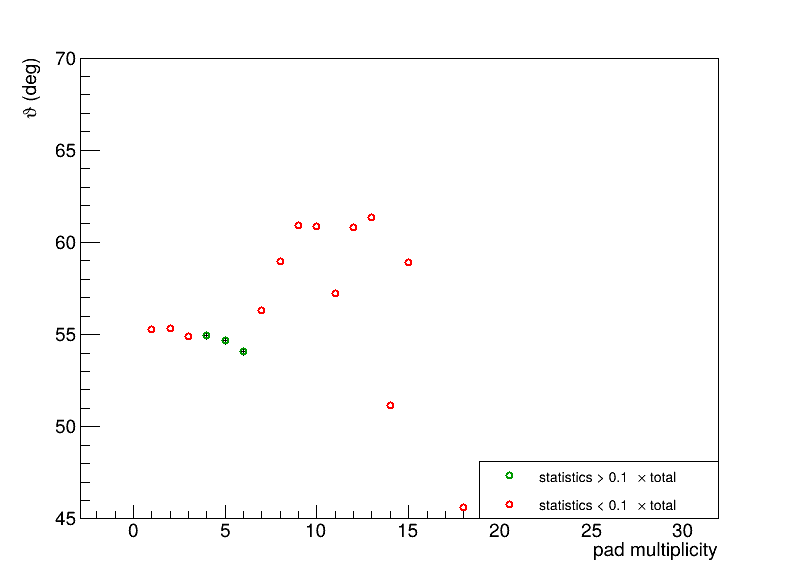 70
ϑ (deg)
65
60
55
50
45
statistics > 0.1 × total
statistics < 0.1 × total
0 5 10 15 20 25 30
pad multiplicity